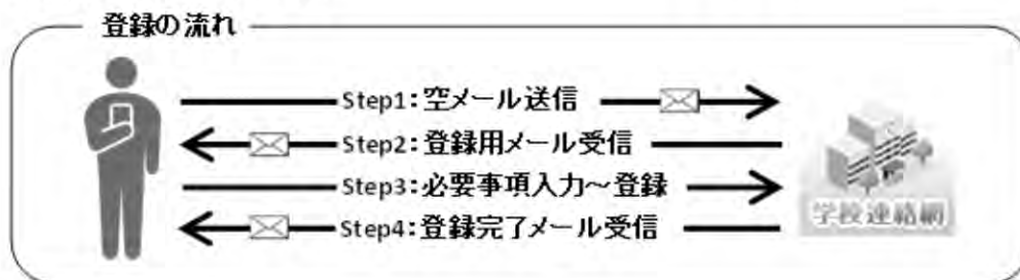 登録の流れ
Step1：空メール送信
Step2：登録用メール受信
Step3：必要事項入力～登録
Step4：登録完了メール受信
学校連絡網